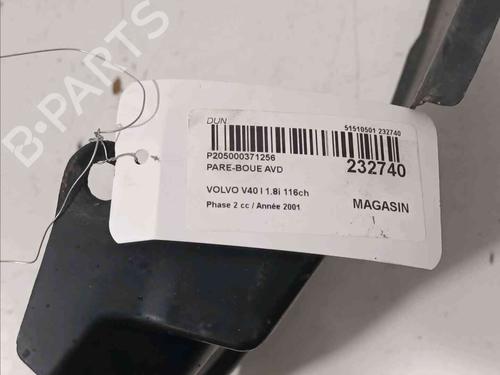 B-PARTS
DUN
51510501 232740
P205000371256
PARE-BOUE AVD
232740
VOLVO V40 I 1.8i 116ch
Phase 2 cc / Année 2001
MAGASIN